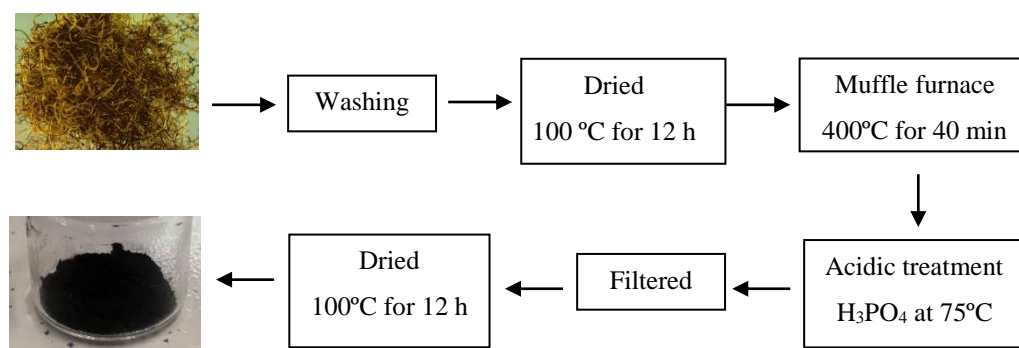 Washing
Dried
100 ºC for 12 h
Muffle furnace
400ºC for 40 min
Acidic treatment
H₃PO₄ at 75ºC
Filtered
Dried
100ºC for 12 h